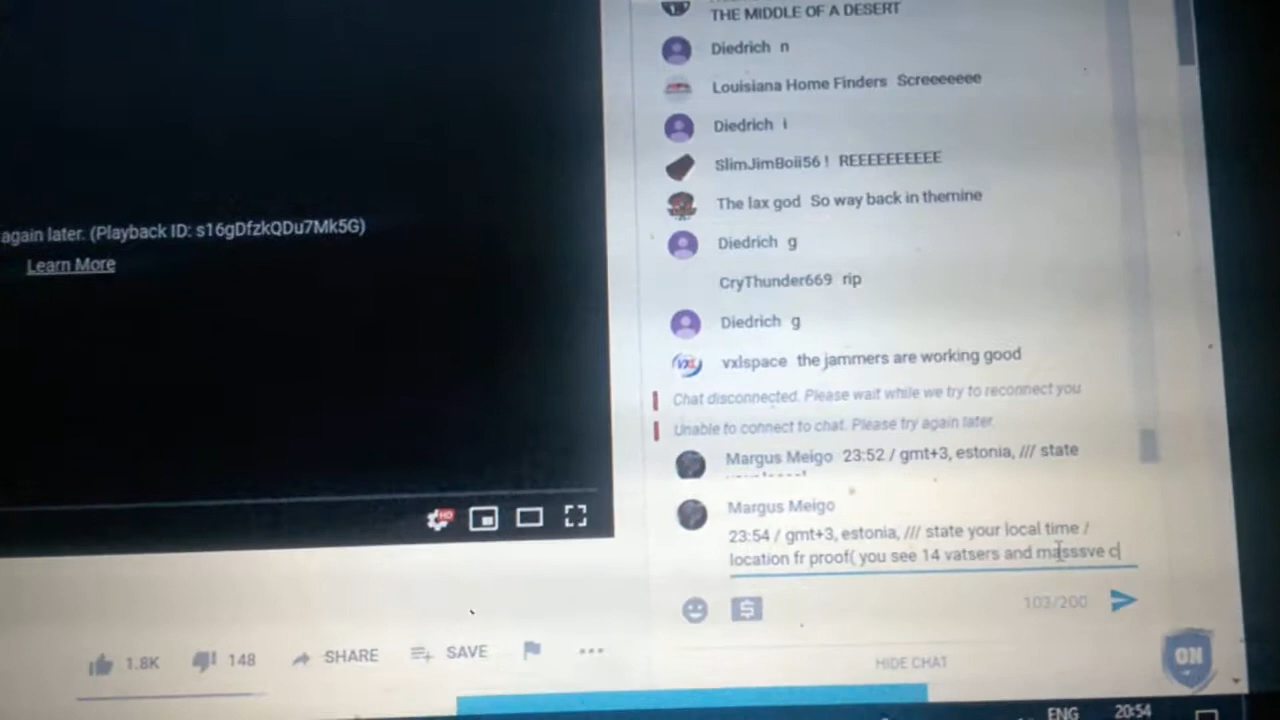 THE MIDDLE OF A DESERT
Diedrich n
Louisiana Home Finders Screeeeeee
Diedrich i
SlimJimBoii56 ! REEEEEEEEEE
The lax god So way back in themine
Diedrich g
again later. (Playback ID: s16gDfzkQDu7Mk5G)
Learn More
CryThunder669 rip
Diedrich g
vxlspace the jammers are working good
Chat disconnected. Please wait while we try to reconnect you
Unable to connect to chat. Please try again later.
Margus Meigo 23:52 / gmt+3, estonia, /// state
Margus Meigo
23:54 / gmt+3, estonia, /// state your local time /
location fr proof( you see 14 vatsers and masssve c
HD
103/200
1.8K 148 SHARE SAVE
HIDE CHAT
ON
ENG 20:54